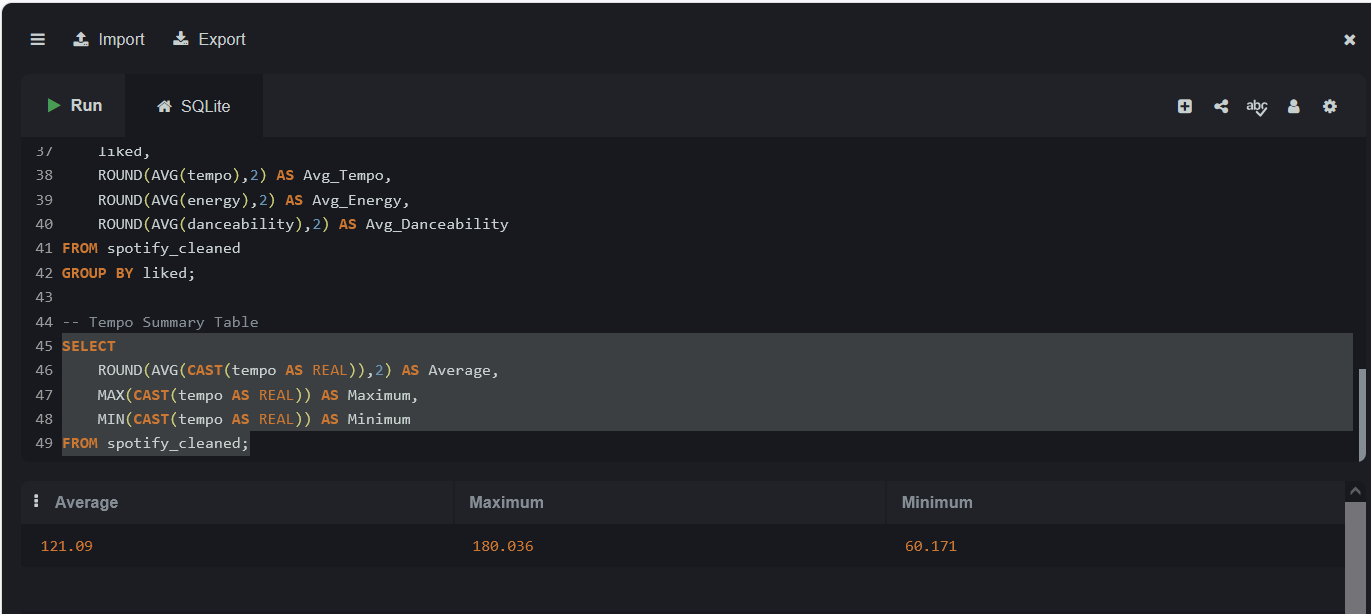 Import Export
Run SQLite abc
37 liked,
38 ROUND(AVG(tempo),2) AS Avg_Tempo,
39 ROUND(AVG(energy),2) AS Avg_Energy,
40 ROUND(AVG(danceability),2) AS Avg_Danceability
41 FROM spotify_cleaned
42 GROUP BY liked;
43
44 -- Tempo Summary Table
45 SELECT
46 ROUND(AVG(CAST(tempo AS REAL)),2) AS Average,
47 MAX(CAST(tempo AS REAL)) AS Maximum,
48 MIN(CAST(tempo AS REAL)) AS Minimum
49 FROM spotify_cleaned;
Average Maximum Minimum
121.09 180.036 60.171